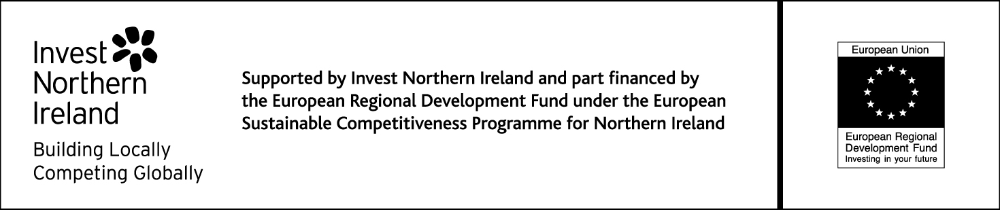 Invest
Northern
Ireland
Building Locally
Competing Globally
Supported by Invest Northern Ireland and part financed by
the European Regional Development Fund under the European
Sustainable Competitiveness Programme for Northern Ireland
European Union
European Regional
Development Fund
Investing in your future